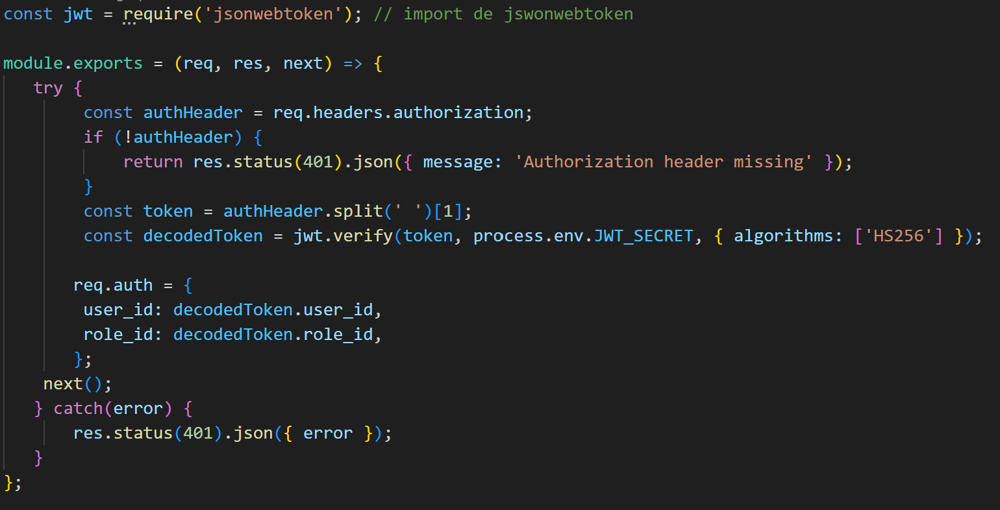 const jwt = require('jsonwebtoken'); // import de jswonwebtoken
module.exports = (req, res, next) => {
try {
const authHeader = req.headers.authorization;
if (!authHeader) {
return res.status(401).json({ message: 'Authorization header missing' });
}
const token = authHeader.split(' ')[1];
const decodedToken = jwt.verify(token, process.env.JWT_SECRET, { algorithms: ['HS256'] });
req.auth = {
user_id: decodedToken.user_id,
role_id: decodedToken.role_id,
};
next();
} catch(error) {
res.status(401).json({ error });
}
};